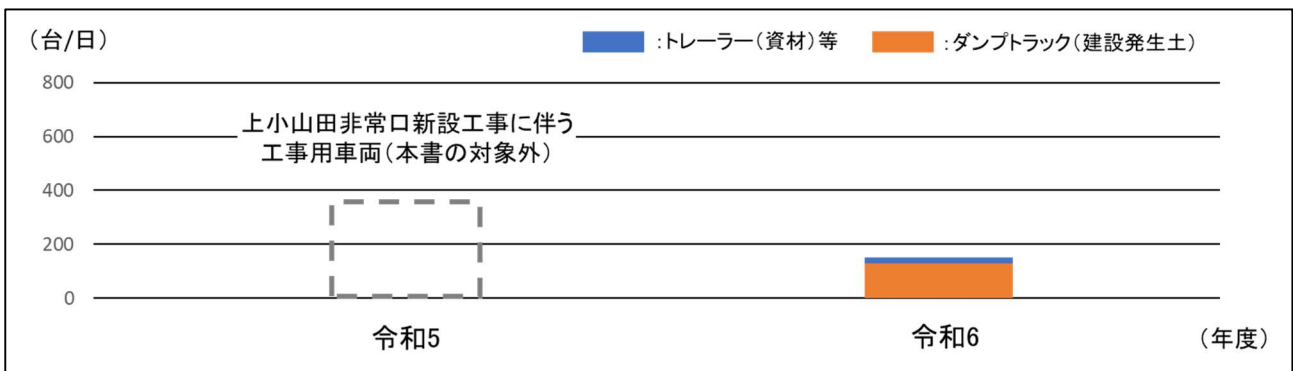 (台/日)
:トレーラー(資材)等 :ダンプトラック(建設発生土)
800
600
上小山田非常口新設工事に伴う
工事用車両(本書の対象外)
400
200
0
令和5 令和6 (年度)